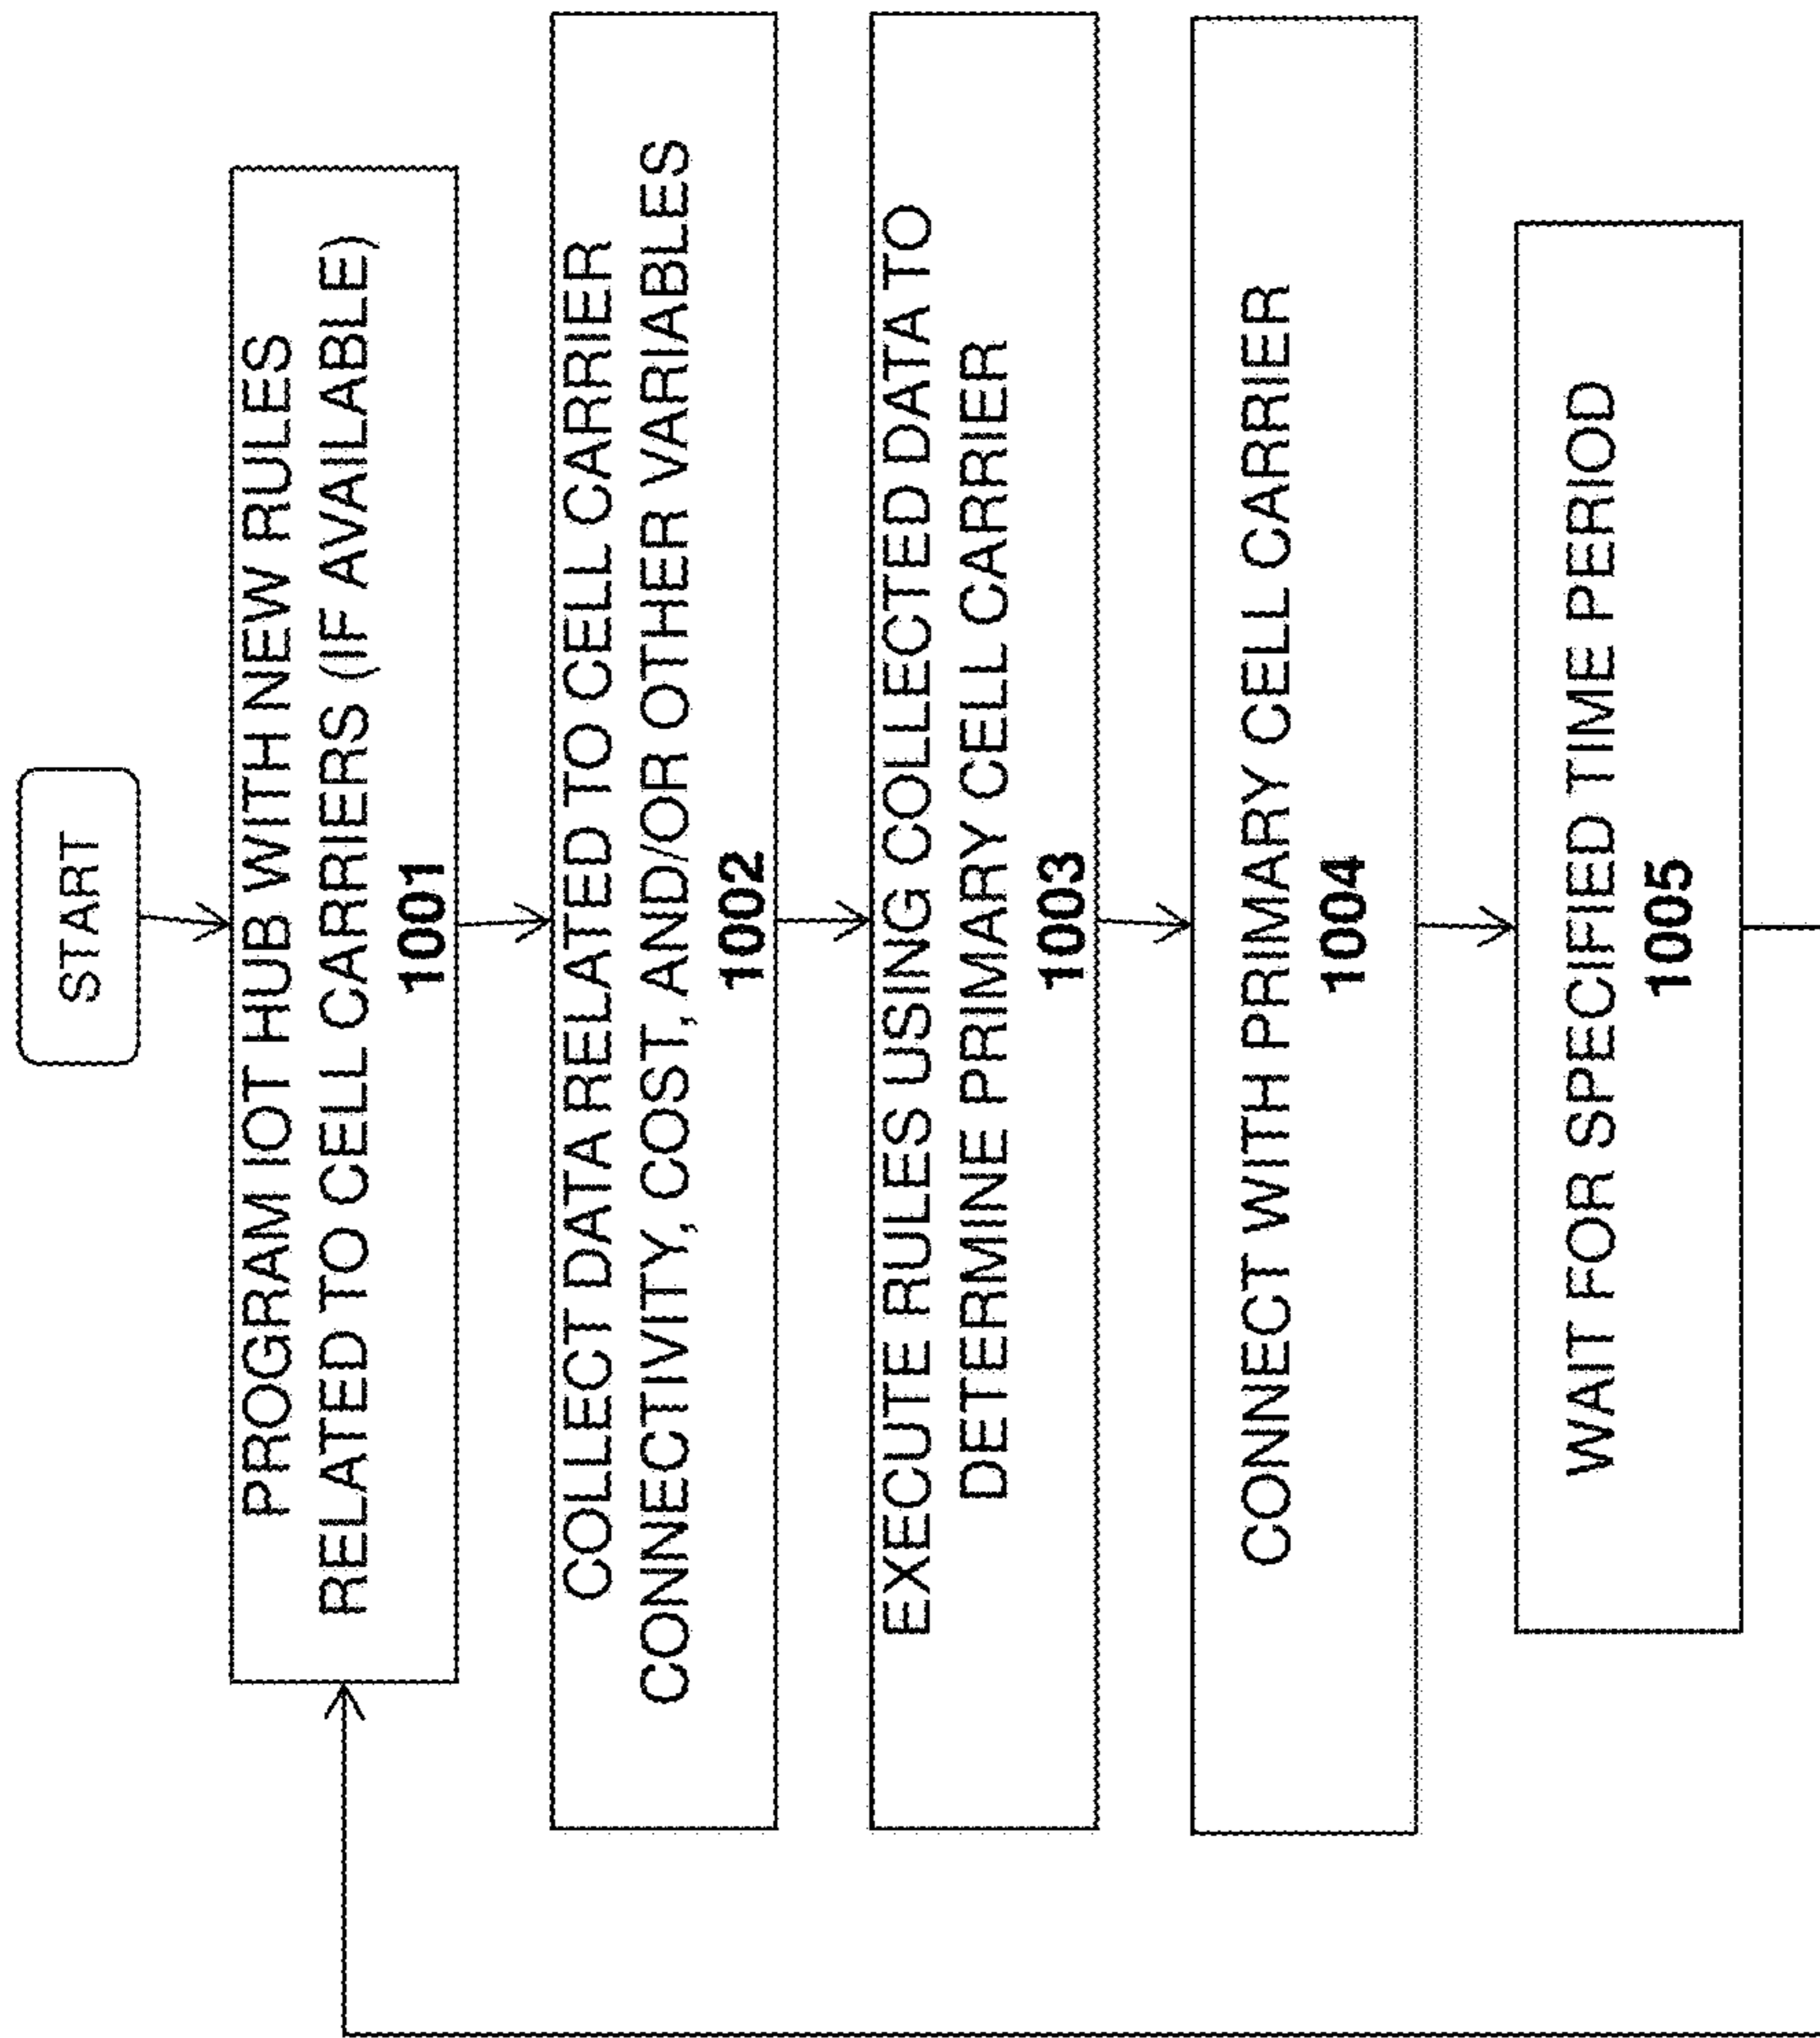 START
PROGRAM IOT HUB WITH NEW RULES
RELATED TO CELL CARRIERS (IF AVAILABLE)
1001
COLLECT DATA RELATED TO CELL CARRIER
CONNECTIVITY, COST, AND/OR OTHER VARIABLES
1002
EXECUTE RULES USING COLLECTED DATA TO
DETERMINE PRIMARY CELL CARRIER
1003
CONNECT WITH PRIMARY CELL CARRIER
1004
WAIT FOR SPECIFIED TIME PERIOD
1005